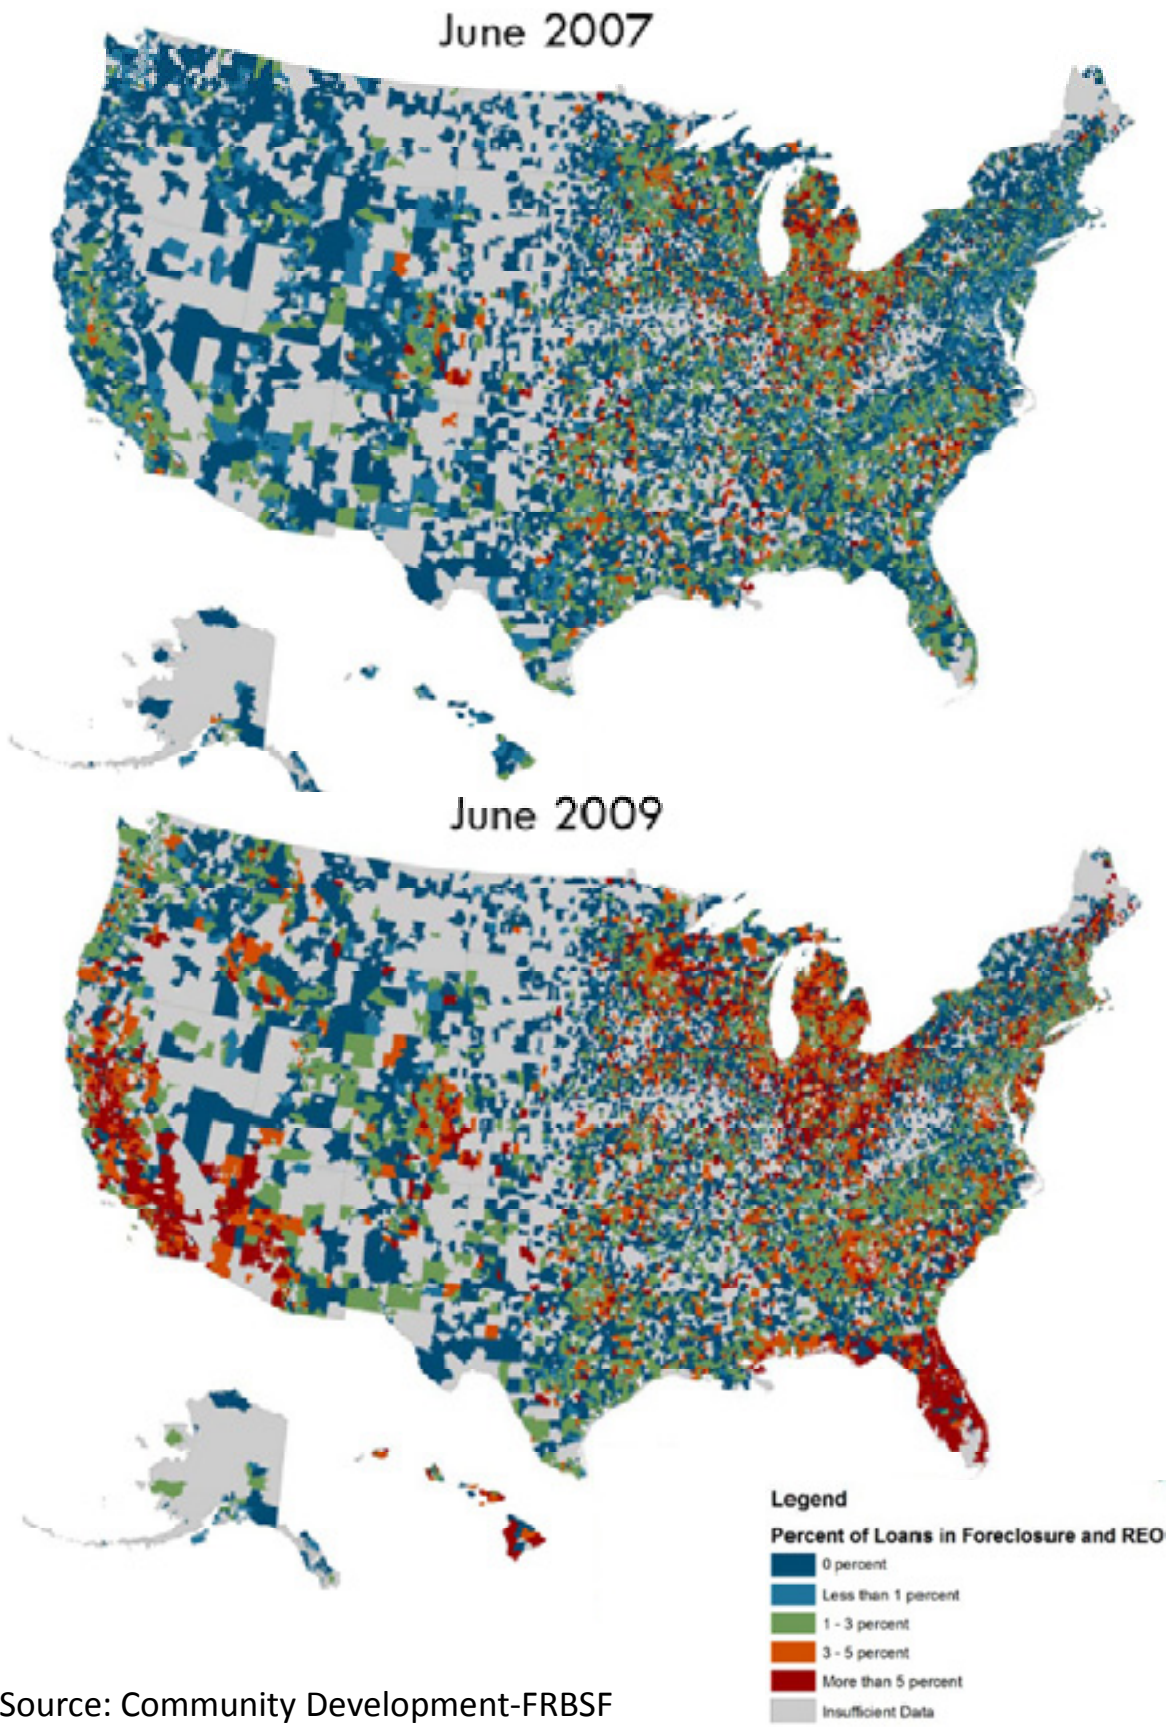 June 2007
June 2009
Legend
Percent of Loans in Foreclosure and REO
0 percent
Less than 1 percent
1 - 3 percent
3 - 5 percent
More than 5 percent
Insufficient Data
Source: Community Development-FRBSF